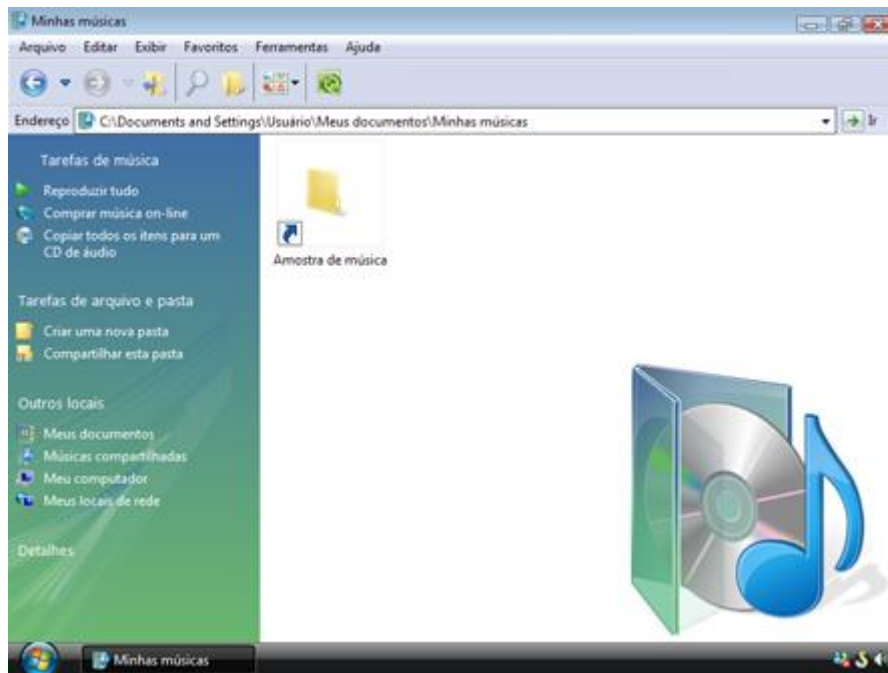 Minhas músicas
Arquivo Editar Exibir Favoritos Ferramentas Ajuda
Endereço C:\Documents and Settings\Usuário\Meus documentos\Minhas músicas Ir
Tarefas de música
Reproduzir tudo
Comprar música on-line
Copiar todos os itens para um
CD de áudio
Tarefas de arquivo e pasta
Criar uma nova pasta
Compartilhar esta pasta
Outros locais
Meus documentos
Músicas compartilhadas
Meu computador
Meus locais de rede
Detalhes
Amostra de música
Minhas músicas